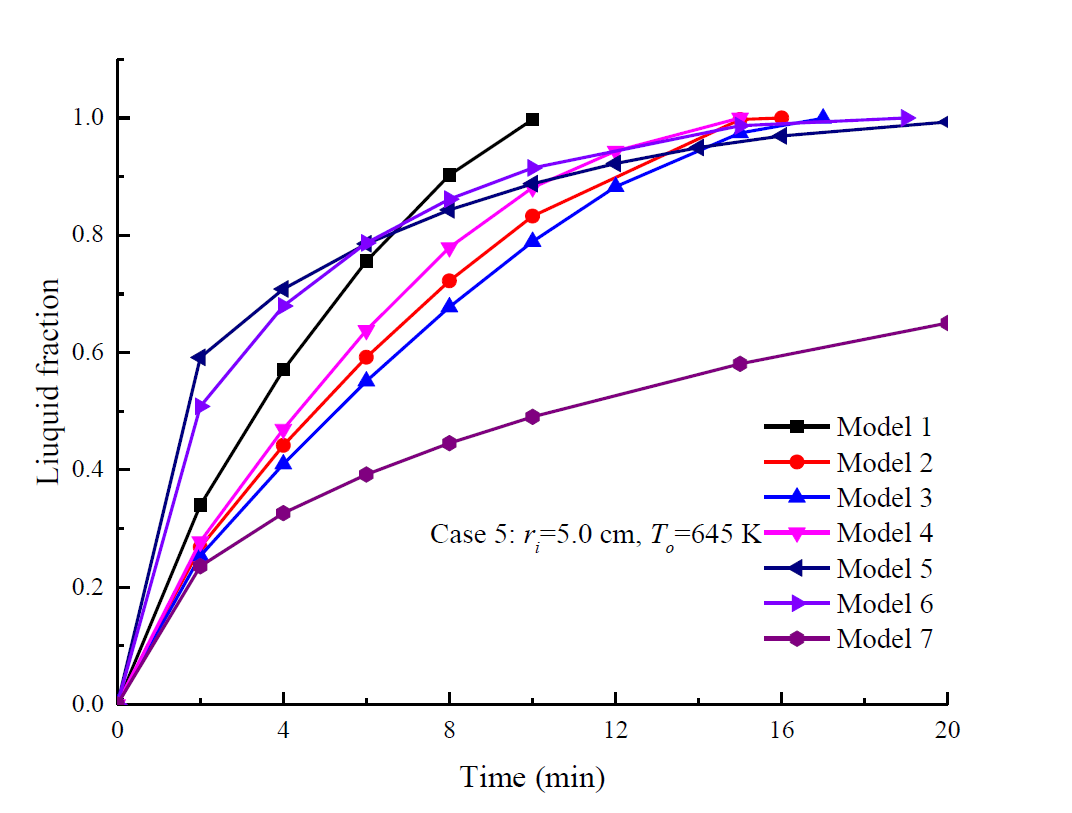 1.0
0.8
0.6
0.4
0.2
0.0
Liuquid fraction
0
4
8
12
16
20
Time (min)
Case 5: ri=5.0 cm, To=645 K
Model 1
Model 2
Model 3
Model 4
Model 5
Model 6
Model 7